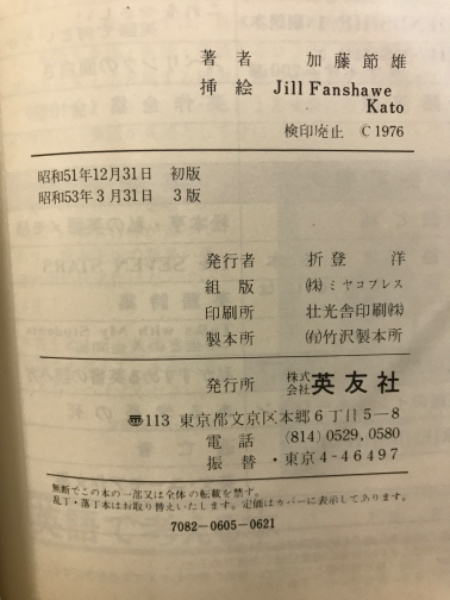 著者 加藤節雄
挿絵 Jill Fanshawe
Kato
検印廃止 ©1976
昭和51年12月31日 初版
昭和53年3月31日 3版
発行者 折登 洋
組版 ㈱ミヤコプレス
印刷所 壮光舎印刷㈱
製本所 ㈲竹沢製本所
発行所 株式会社 英友社
〠113 東京都文京区本郷6丁目5-8
電話 (814) 0529,0580
振替・東京4-46497
無断でこの本の一部又は全体の転載を禁ず。
乱丁・落丁本はお取り替えいたします。定価はカバーに表示してあります。
7082-0605-0621